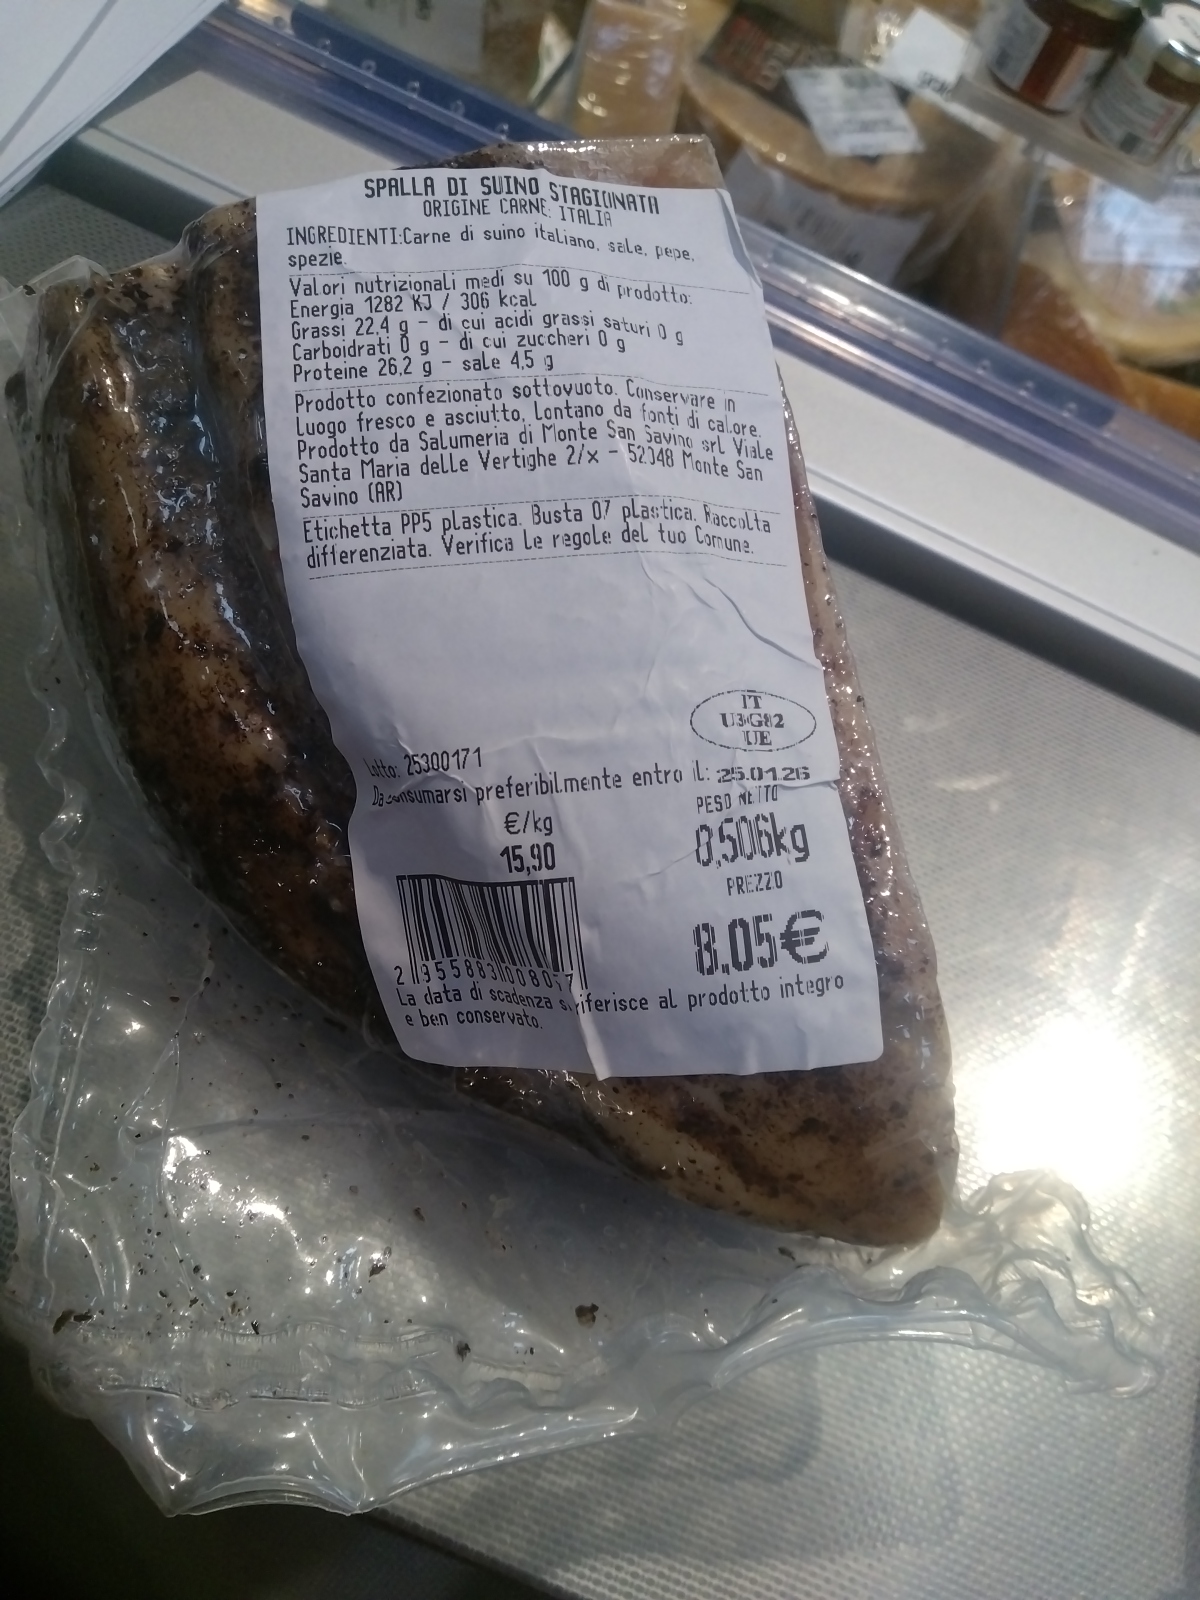 SPALLA DI SUINO STAGIONATA
ORIGINE CARNE: ITALIA
INGREDIENTI:Carne di suino italiano, sale, pepe,
spezie.
Valori nutrizionali medi su 100 g di prodotto:
Energia 1282 KJ / 306 kcal
Grassi 22,4 g - di cui acidi grassi saturi 0 g
Carboidrati 0 g - di cui zuccheri 0 g
Proteine 26,2 g - sale 4,5 g
Prodotto confezionato sottovuoto. Conservare in
Luogo fresco e asciutto, Lontano da fonti di calore.
Prodotto da Salumeria di Monte San Savino srl Viale
Santa Maria delle Vertighe 2/x - 52048 Monte San
Savino (AR)
Etichetta PP5 plastica. Busta 07 plastica. Raccolta
differenziata. Verifica Le regole del tuo Comune.
IT
U3G82
UE
Lotto: 25300171
Da consumarsi preferibilmente entro iL: 25.01.26
€/kg
15,90
PESO NETTO
0,506kg
PREZZO
8.05€
2 955883 008057
La data di scadenza si riferisce al prodotto integro
e ben conservato.